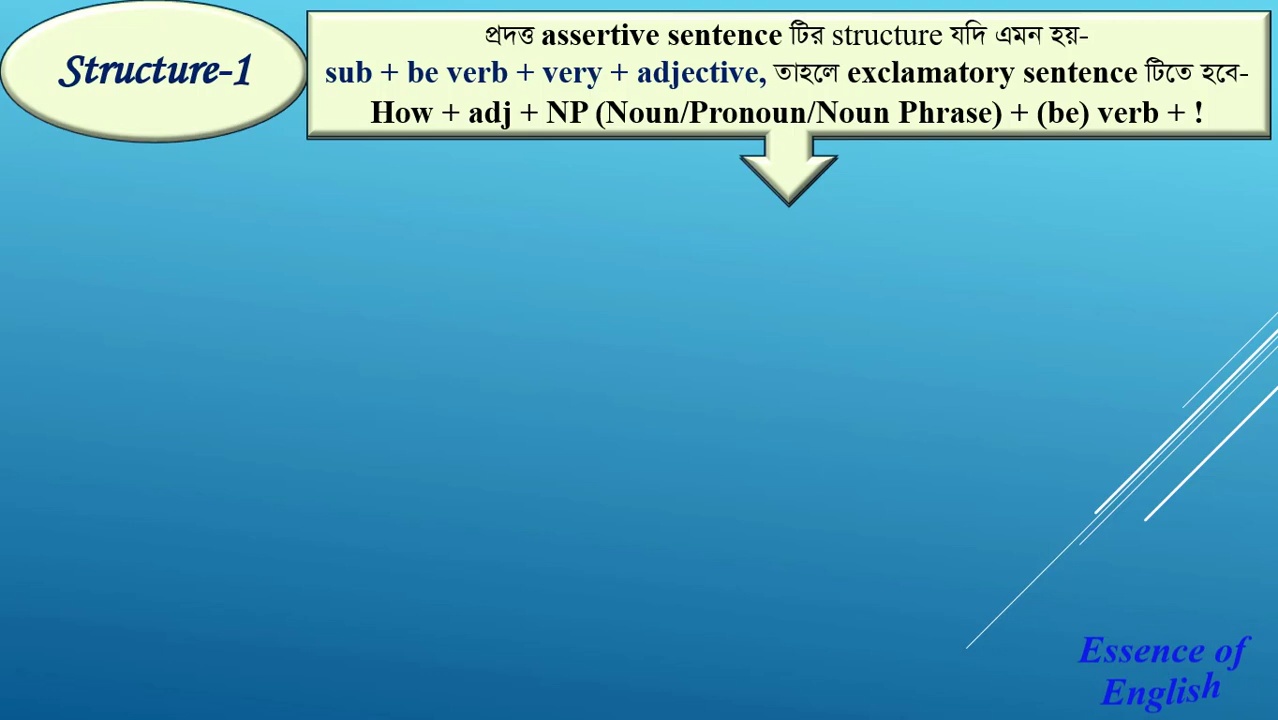 Structure-1
প্রদত্ত assertive sentence টির structure যদি এমন হয়-
sub + be verb + very + adjective, তাহলে exclamatory sentence টিতে হবে-
How + adj + NP (Noun/Pronoun/Noun Phrase) + (be) verb + !
Essence of
English